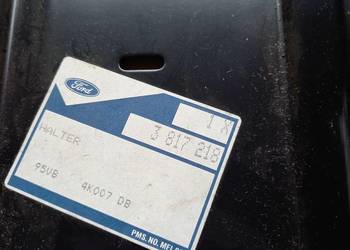 Ford
1 X
3 817 218
HALTER
95VB 4K007 DB
PMS. NO. MEL